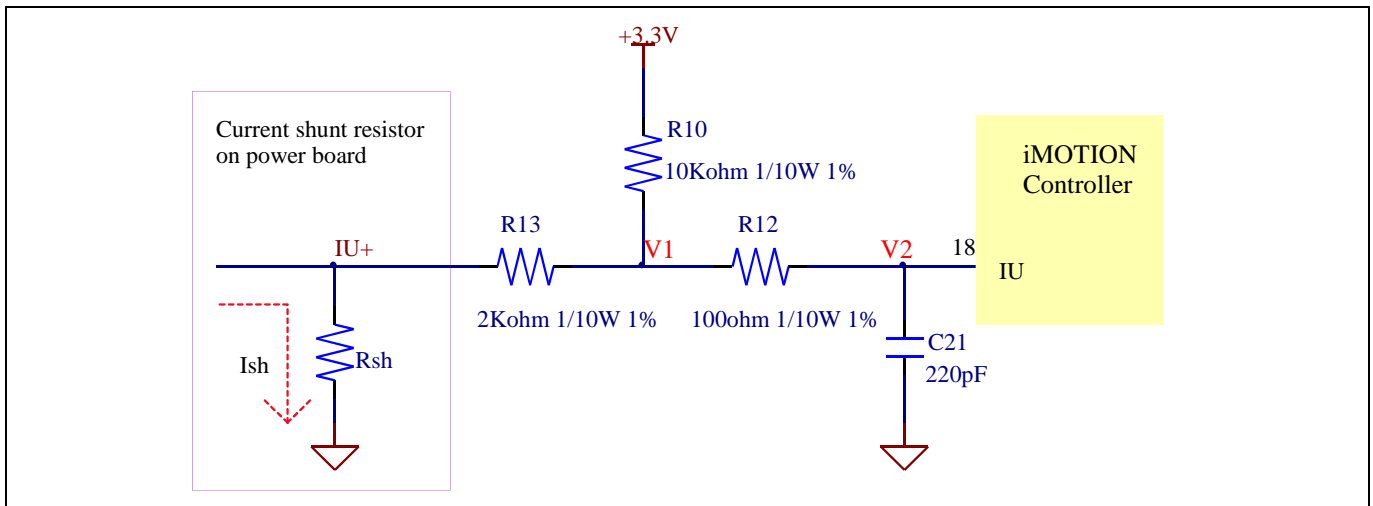 +3.3V
Current shunt resistor
on power board
R10
10Kohm 1/10W 1%
iMOTION
Controller
IU+
R13
V1
R12
V2
18
IU
2Kohm 1/10W 1%
100ohm 1/10W 1%
Ish
Rsh
C21
220pF